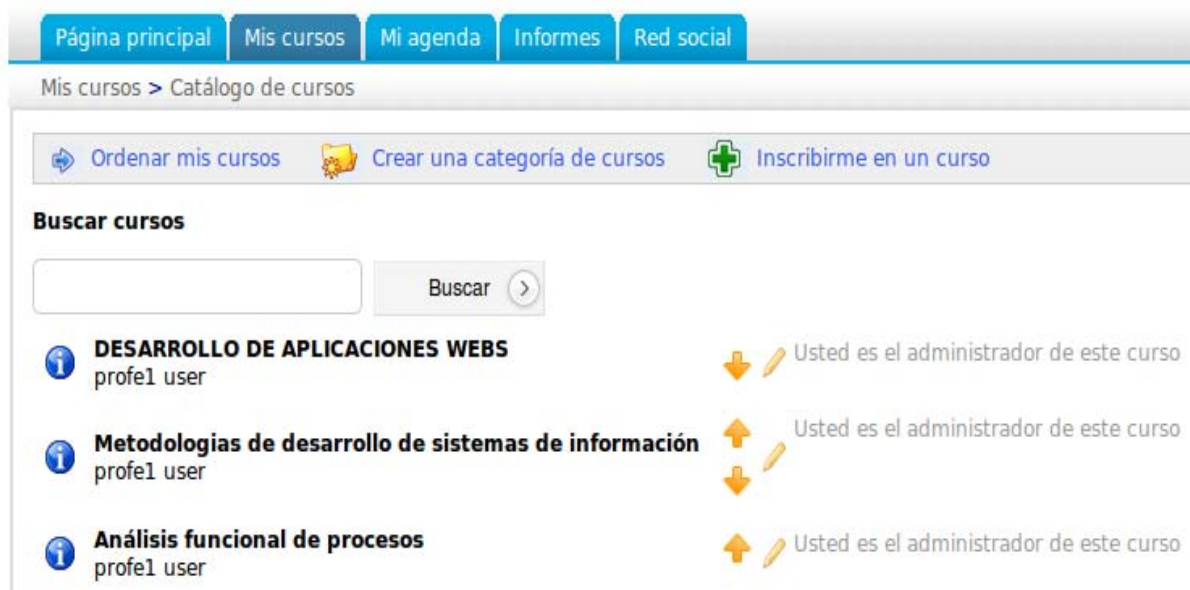 Página principal Mis cursos Mi agenda Informes Red social
Mis cursos > Catálogo de cursos
Ordenar mis cursos Crear una categoría de cursos Inscribirme en un curso
Buscar cursos
Buscar
DESARROLLO DE APLICACIONES WEBS
profe1 user
Usted es el administrador de este curso
Metodologias de desarrollo de sistemas de información
profe1 user
Usted es el administrador de este curso
Análisis funcional de procesos
profe1 user
Usted es el administrador de este curso